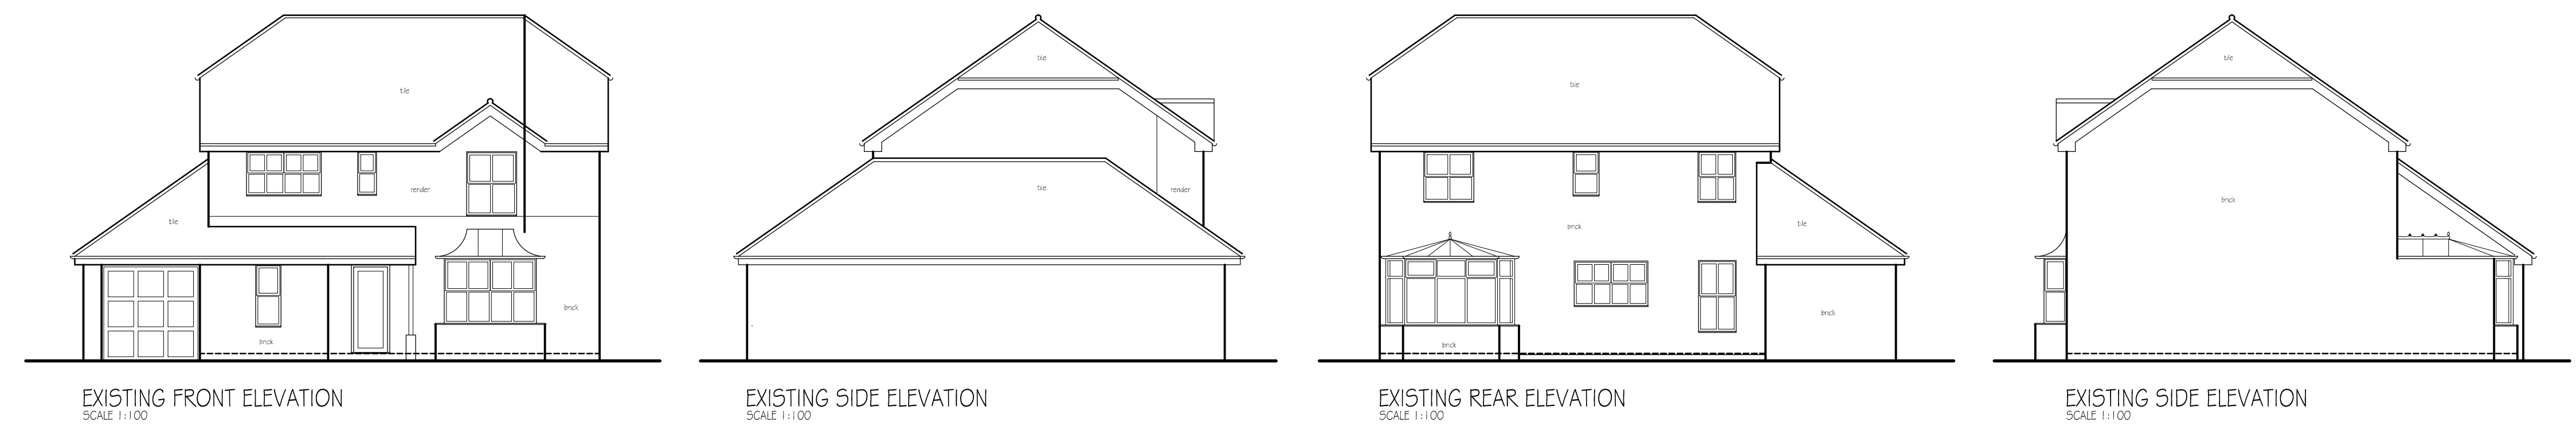 tile
render
tile
brick
brick
EXISTING FRONT ELEVATION
SCALE 1:100
tile
tile
render
EXISTING SIDE ELEVATION
SCALE 1:100
tile
brick
tile
brick
brick
EXISTING REAR ELEVATION
SCALE 1:100
tile
brick
EXISTING SIDE ELEVATION
SCALE 1:100